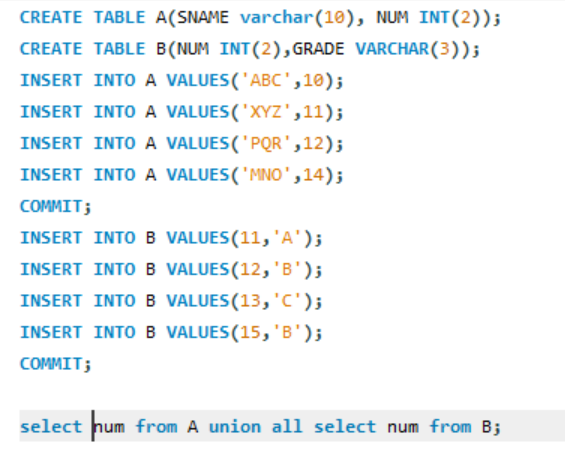 CREATE TABLE A(SNAME varchar(10), NUM INT(2));
CREATE TABLE B(NUM INT(2),GRADE VARCHAR(3));
INSERT INTO A VALUES('ABC',10);
INSERT INTO A VALUES('XYZ',11);
INSERT INTO A VALUES('PQR',12);
INSERT INTO A VALUES('MNO',14);
COMMIT;
INSERT INTO B VALUES(11,'A');
INSERT INTO B VALUES(12,'B');
INSERT INTO B VALUES(13,'C');
INSERT INTO B VALUES(15,'B');
COMMIT;
select num from A union all select num from B;